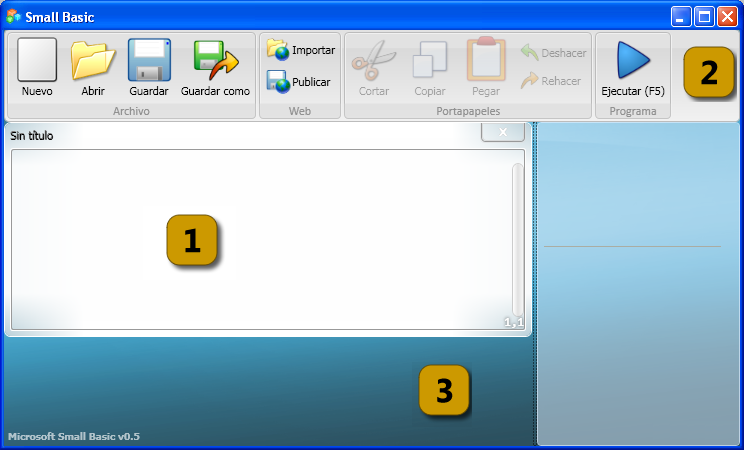 Small Basic
Nuevo
Abrir
Guardar
Guardar como
Archivo
Importar
Publicar
Web
Cortar
Copiar
Pegar
Deshacer
Rehacer
Portapapeles
Ejecutar (F5)
Programa
2
Sin título
X
1
1,1
3
Microsoft Small Basic v0.5